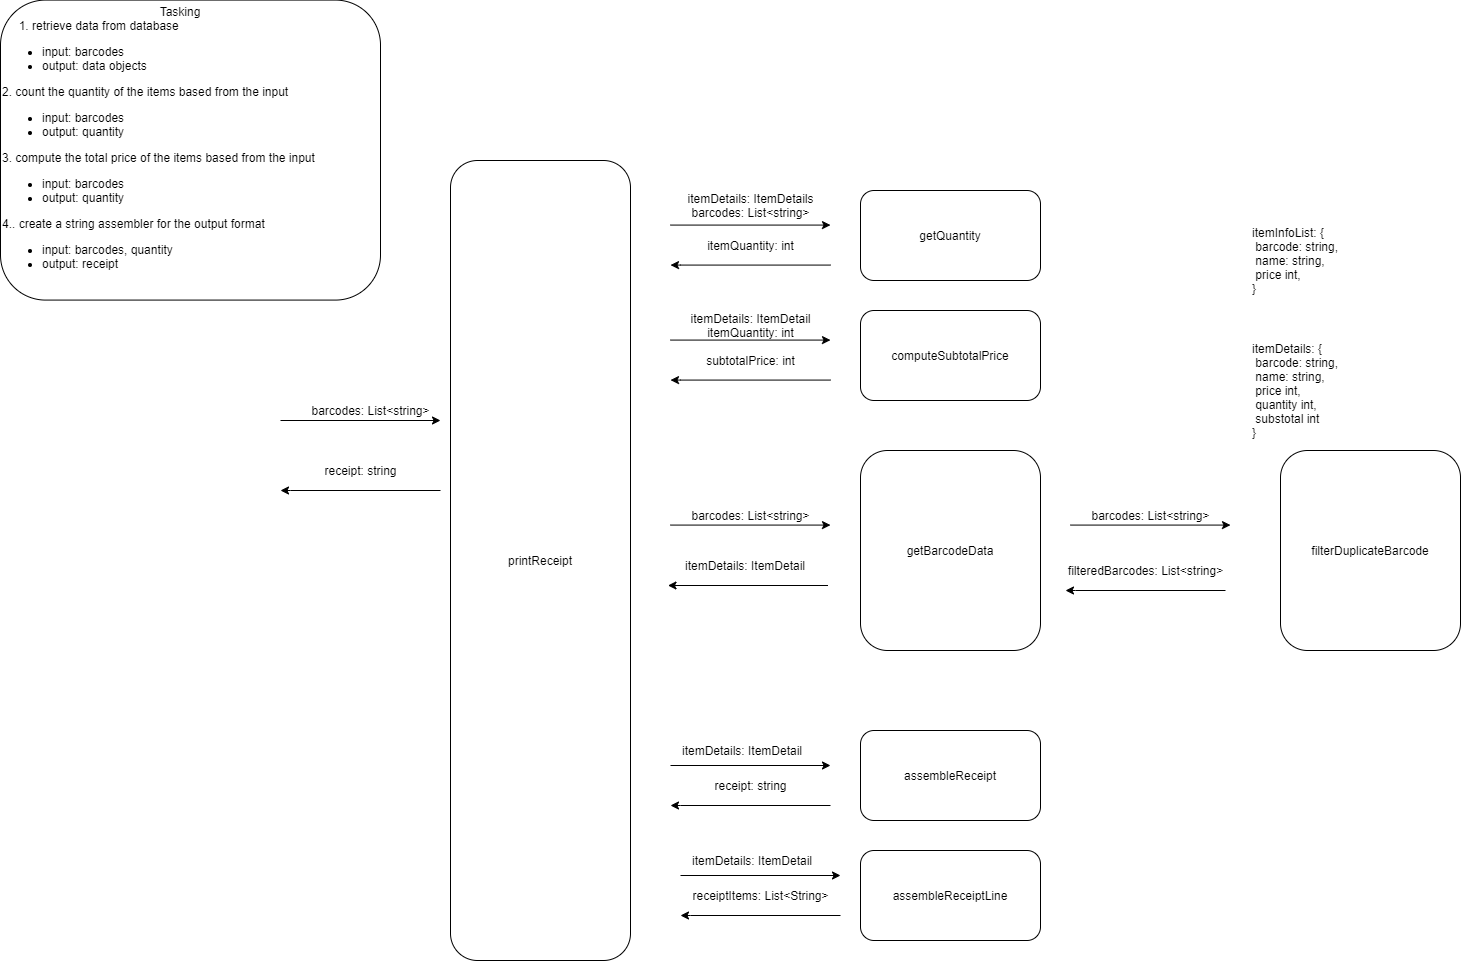 Tasking
1. retrieve data from database
input: barcodes
output: data objects
2. count the quantity of the items based from the input
input: barcodes
output: quantity
3. compute the total price of the items based from the input
input: barcodes
output: quantity
4.. create a string assembler for the output format
input: barcodes, quantity
output: receipt
barcodes: List<string>
receipt: string
printReceipt
itemDetails: ItemDetails
barcodes: List<string>
itemQuantity: int
getQuantity
itemDetails: ItemDetail
itemQuantity: int
subtotalPrice: int
computeSubtotalPrice
barcodes: List<string>
itemDetails: ItemDetail
getBarcodeData
barcodes: List<string>
filteredBarcodes: List<string>
filterDuplicateBarcode
itemDetails: ItemDetail
receipt: string
assembleReceipt
itemDetails: ItemDetail
receiptItems: List<String>
assembleReceiptLine
itemInfoList: {
barcode: string,
name: string,
price int,
}
itemDetails: {
barcode: string,
name: string,
price int,
quantity int,
substotal int
}